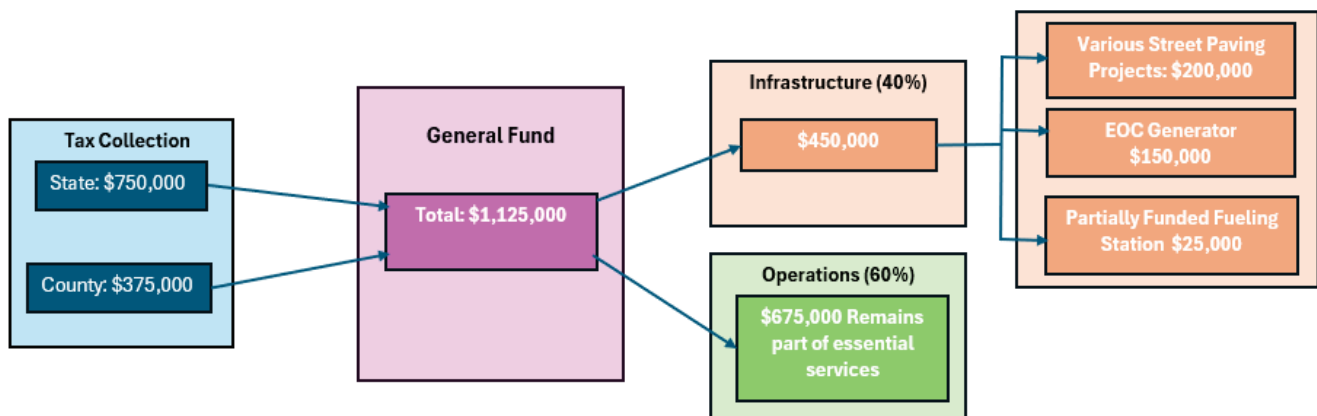 Tax Collection
State: $750,000
County: $375,000
General Fund
Total: $1,125,000
Infrastructure (40%)
$450,000
Operations (60%)
$675,000 Remains
part of essential
services
Various Street Paving
Projects: $200,000
EOC Generator
$150,000
Partially Funded Fueling
Station $25,000